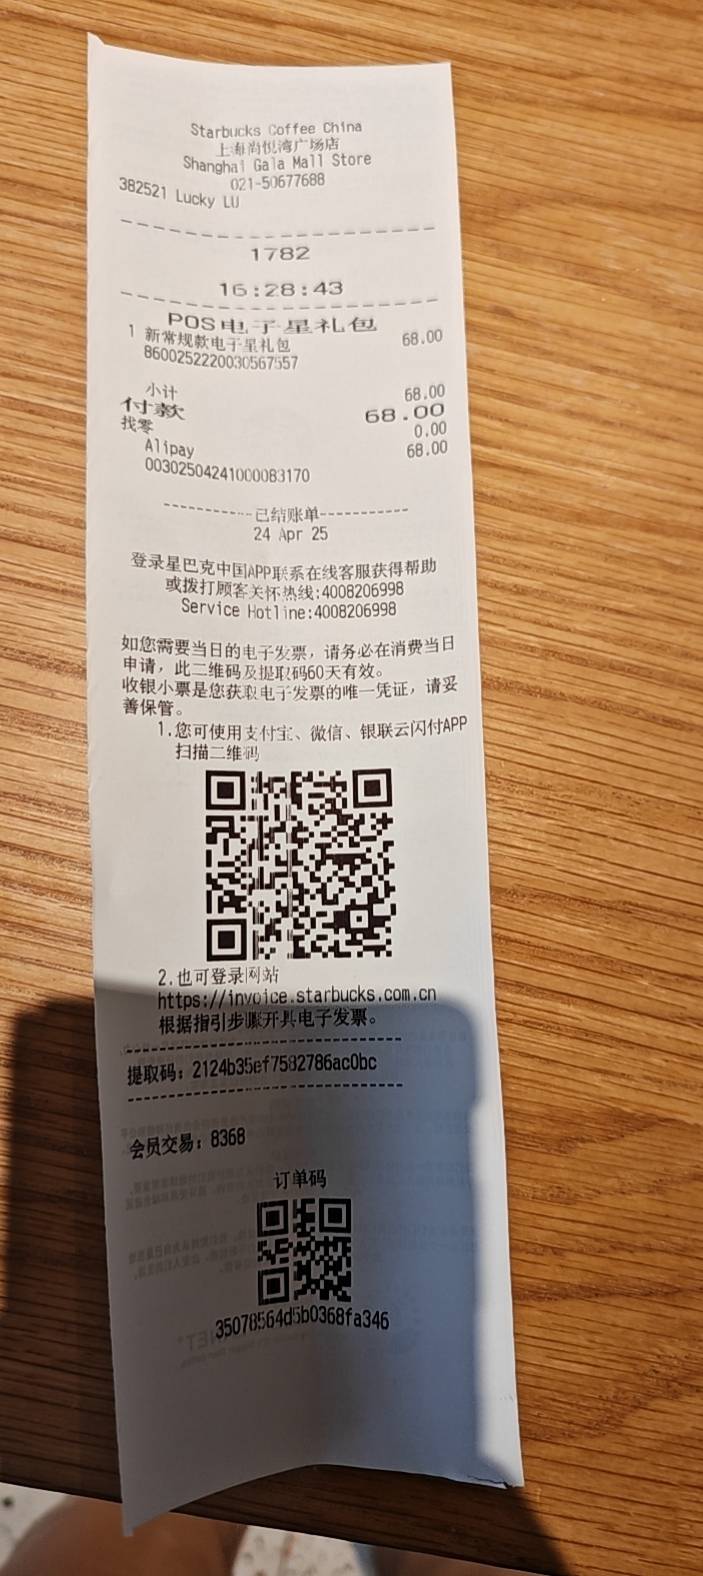 Starbucks Coffee China
上海尚悦湾广场店
Shanghai Gala Mall Store
021-50677688
382521 Lucky LU
1782
16:28:43
POS电子星礼包
1 新常规款电子星礼包 68.00
8600252220030567557
小计 68.00
付款 68.00
找零 0.00
Alipay 68.00
00302504241000083170
------------已结账单------------
24 Apr 25
登录星巴克中国APP联系在线客服获得帮助
或拨打顾客关怀热线:4008206998
Service Hotline:4008206998
如您需要当日的电子发票，请务必在消费当日
申请，此二维码及提取码60天有效。
收银小票是您获取电子发票的唯一凭证，请妥
善保管。
1.您可使用支付宝、微信、银联云闪付APP
扫描二维码
2.也可登录网站
https://invoice.starbucks.com.cn
根据指引步骤开具电子发票。
提取码：2124b35ef7582786ac0bc
会员交易：8368
订单码
35078564d5b0368fa346